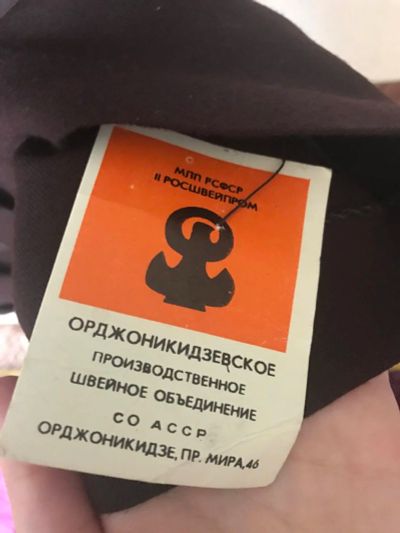 МЛП РСФСР
II РОСШВЕЙПРОМ
ОРДЖОНИКИДЗЕВСКОЕ
ПРОИЗВОДСТВЕННОЕ
ШВЕЙНОЕ ОБЪЕДИНЕНИЕ
СО АССР
ОРДЖОНИКИДЗЕ, ПР. МИРА, 46